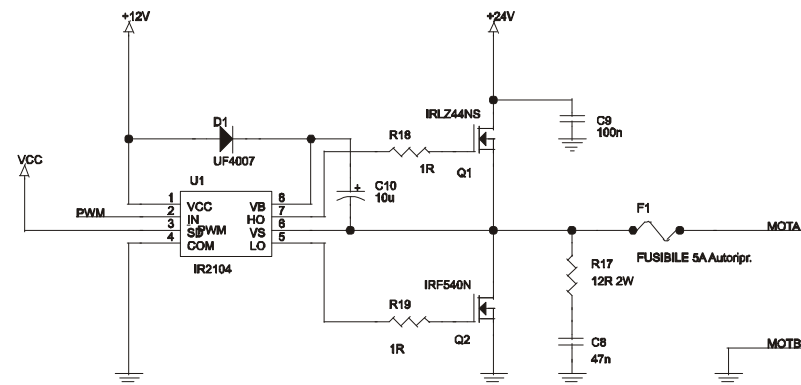 +12V
+24V
D1
UF4007
R18
1R
IRLZ44NS
Q1
C9
100n
VCC
U1
C10
10u
PWM
1
2
3
4
VCC
IN
SD
PWM
COM
VB
HO
VS
LO
8
7
6
5
IR2104
F1
MOTA
FUSIBILE 5A Autoripr.
R17
12R 2W
IRF540N
R19
1R
Q2
C8
47n
MOTB